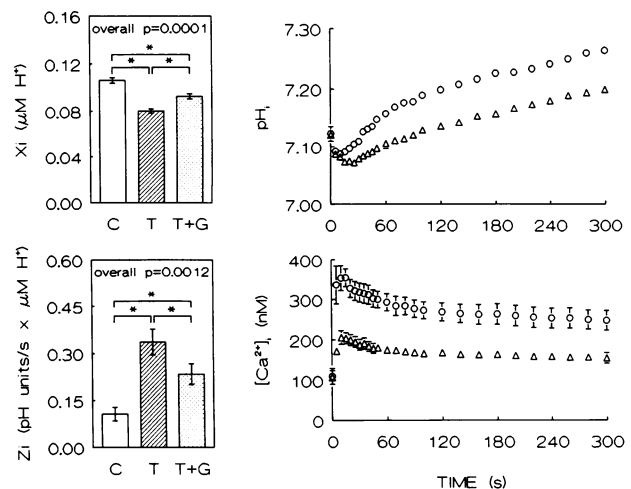 0.16
0.12
0.08
0.04
0.00
Xi (μM H⁺)
overall p=0.0001
*
* *
C T T+G
7.30
7.20
7.10
7.00
pHᵢ
0 60 120 180 240 300
0.60
0.45
0.30
0.15
0.00
Zi (pH units/s x μM H⁺)
overall p=0.0012
*
* *
C T T+G
400
300
200
100
0
[Ca²⁺]ᵢ (nM)
0 60 120 180 240 300
TIME (s)